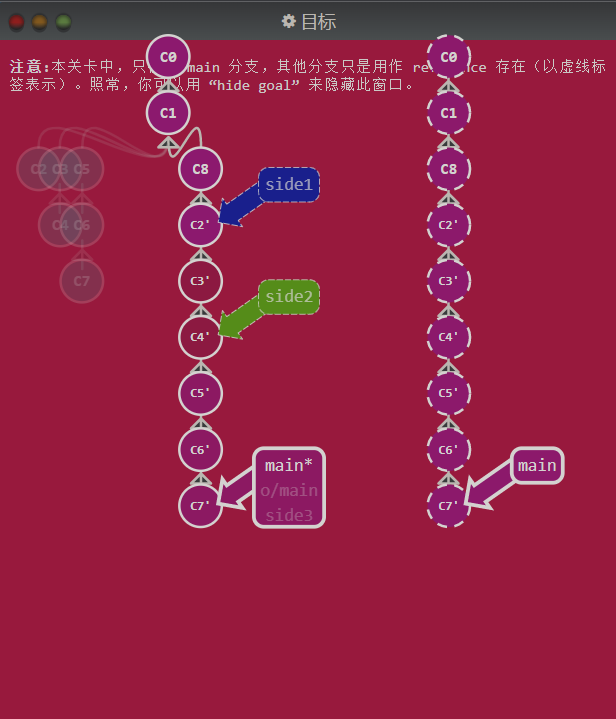 目标
注意:本关卡中，只 main 分支，其他分支只是用作 存在（以虚线标
签表示）。照常，你可以用 “hide goal” 来隐藏此窗口。
C0 C0
C1 C1
C2 C3 C5 C8 C8
side1
C4 C6 C2' C2'
C7 C3' C3'
side2
C4' C4'
C5' C5'
C6' C6'
main* main
o/main
C7' C7'
side3